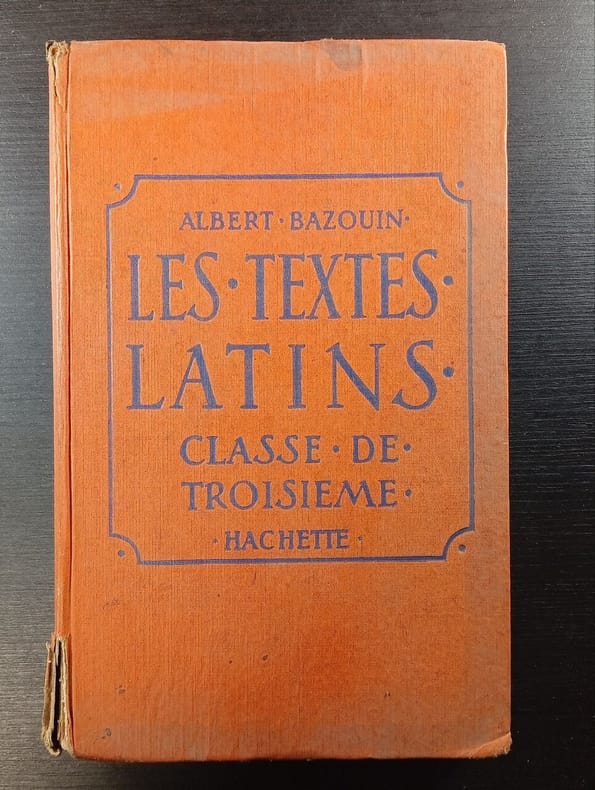 ALBERT · BAZOUIN ·
LES · TEXTES ·
LATINS ·
CLASSE · DE ·
TROISIEME ·
· HACHETTE ·